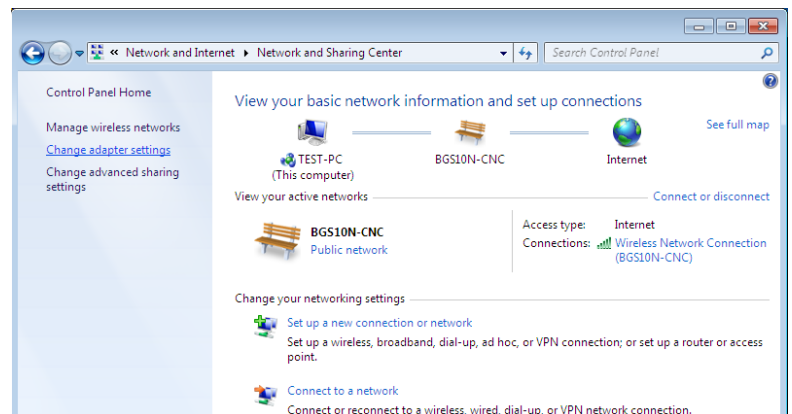 « Network and Internet ▸ Network and Sharing Center
Search Control Panel
Control Panel Home
Manage wireless networks
Change adapter settings
Change advanced sharing
settings
View your basic network information and set up connections
See full map
TEST-PC
(This computer)
BGS10N-CNC
Internet
View your active networks
Connect or disconnect
BGS10N-CNC
Public network
Access type: Internet
Connections: Wireless Network Connection
(BGS10N-CNC)
Change your networking settings
Set up a new connection or network
Set up a wireless, broadband, dial-up, ad hoc, or VPN connection; or set up a router or access
point.
Connect to a network
Connect or reconnect to a wireless, wired, dial-up, or VPN network connection.